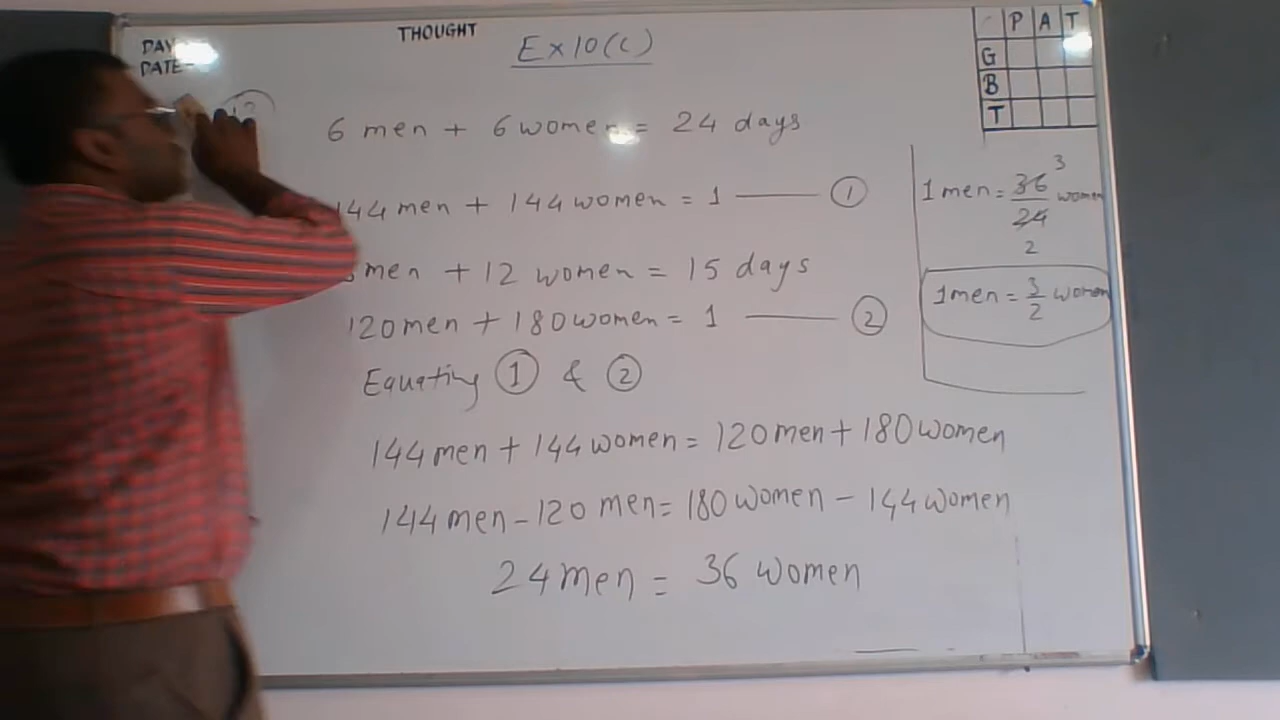 DAY
DATE-
THOUGHT
Ex10(c)
P A T
G
B
T
6 men + 6 women = 24 days
144 men + 144 women = 1 —— ①
men + 12 women = 15 days
120 men + 180 women = 1 —— ②
Equating ① & ②
144 men + 144 women = 120 men + 180 women
144 men - 120 men = 180 women - 144 women
24 men = 36 women
3
1 men = 36/24 women
2
1 men = 3/2 women